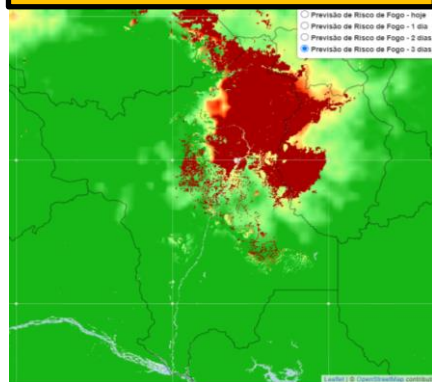 Previsão de Risco de Fogo - hoje
Previsão de Risco de Fogo - 1 dia
Previsão de Risco de Fogo - 2 dias
Previsão de Risco de Fogo - 3 dias
Leaflet | © OpenStreetMap contribut